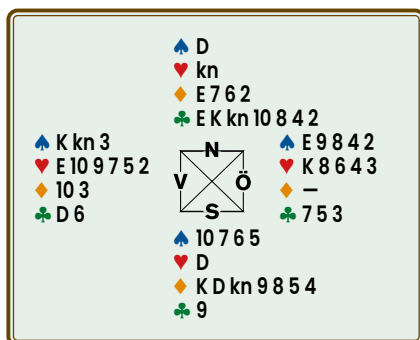 ♠ D
♥ kn
♦ E 7 6 2
♣ E K kn 10 8 4 2
♠ K kn 3
♥ E 10 9 7 5 2
♦ 10 3
♣ D 6
N
V Ö
S
♠ E 9 8 4 2
♥ K 8 6 4 3
♦ –
♣ 7 5 3
♠ 10 7 6 5
♥ D
♦ K D kn 9 8 5 4
♣ 9